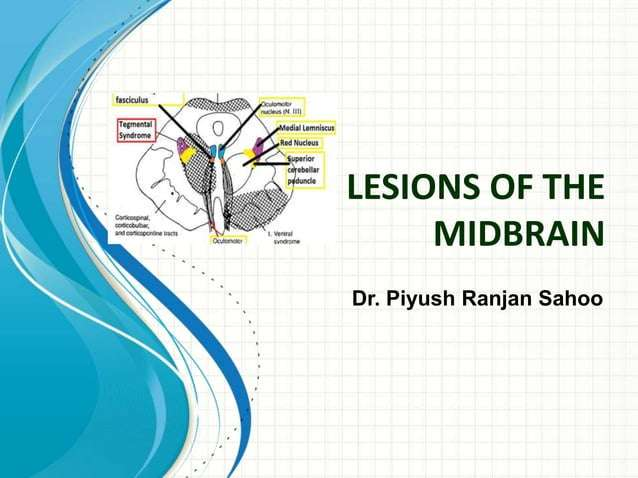 fasciculus
Oculomotor
nucleus (N. III)
Tegmental
Syndrome
Medial Lemniscus
Red Nucleus
Superior
cerebellar
peduncle
Corticospinal,
corticobulbar,
and corticopontine tracts
Oculomotor
1. Ventral
syndrome
LESIONS OF THE
MIDBRAIN
Dr. Piyush Ranjan Sahoo